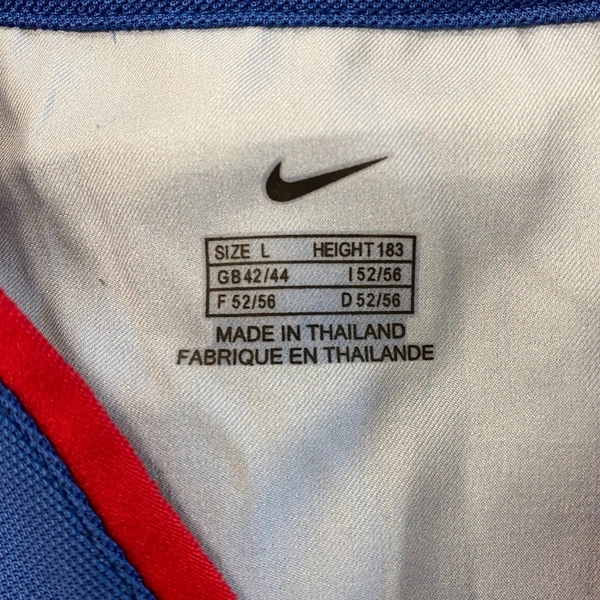 SIZE L HEIGHT 183
GB 42/44 I 52/56
F 52/56 D 52/56
MADE IN THAILAND
FABRIQUE EN THAILANDE